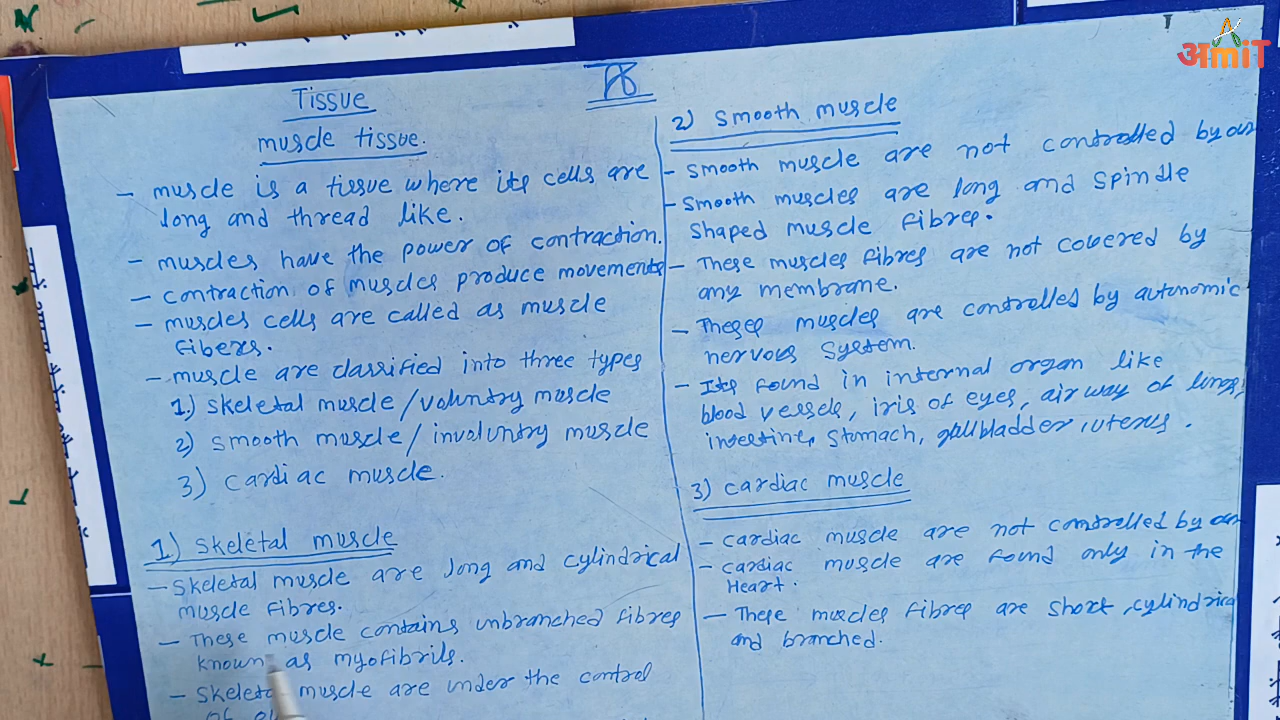 अmiT
Tissue
muscle tissue.
- muscle is a tissue where its cells are
long and thread like.
- muscles have the power of contraction.
- contraction of muscles produce movements
- muscles cells are called as muscle
fibers.
- muscle are classified into three types
1.) skeletal muscle/voluntry muscle
2) smooth muscle/involuntry muscle
3) cardiac muscle.
1) skeletal muscle
- skeletal muscle are long and cylindrical
muscle fibres.
- These muscle contains unbranched fibres
known as myofibrils.
- skeletal muscle are under the control
of
2) smooth muscle
- smooth muscle are not controlled by our
- smooth muscles are long and spindle
shaped muscle fibres.
- These muscles fibres are not covered by
any membrane.
- Theses muscles are controlled by autonomic
nervous system.
- Its found in internal organ like
blood vessels, iris of eyes, air way of lungs,
intestine, stomach, gallbladder, uterus.
3) cardiac muscle
- cardiac muscle are not controlled by our
- cardiac muscle are found only in the
Heart.
- These muscles fibres are short, cylindrical
and branched.